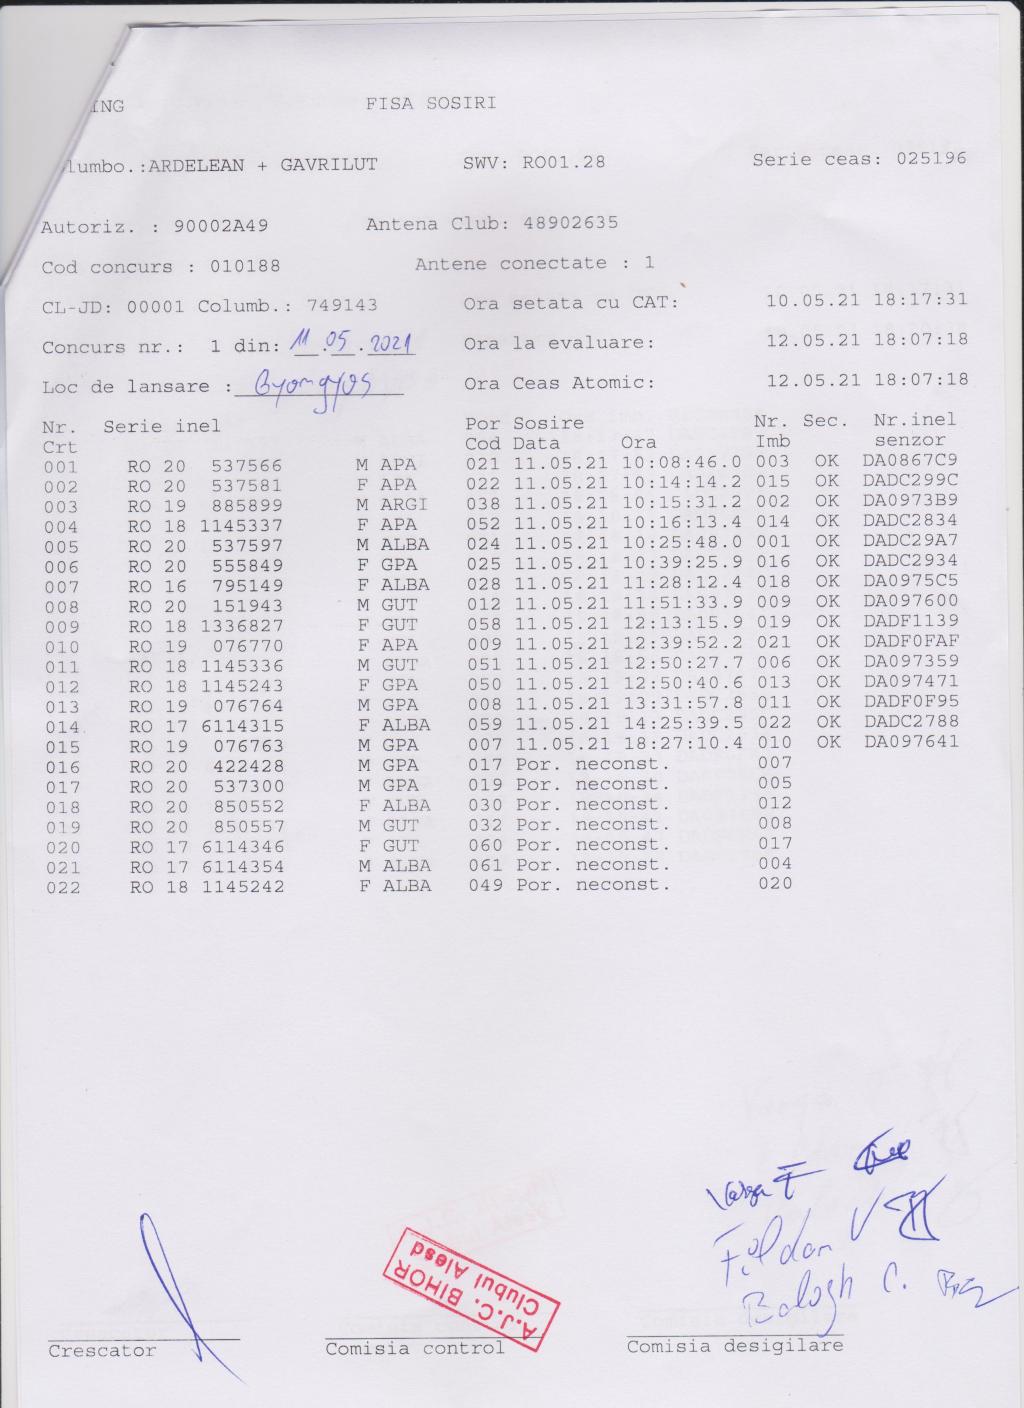 ING FISA SOSIRI
lumbo.:ARDELEAN + GAVRILUT SWV: RO01.28 Serie ceas: 025196
Autoriz. : 90002A49 Antena Club: 48902635
Cod concurs : 010188 Antene conectate : 1
CL-JD: 00001 Columb.: 749143 Ora setata cu CAT: 10.05.21 18:17:31
Concurs nr.: 1 din: 11.05.2021 Ora la evaluare: 12.05.21 18:07:18
Loc de lansare : Gyongyos Ora Ceas Atomic: 12.05.21 18:07:18
Nr. Serie inel Por Sosire Nr. Sec. Nr.inel
Crt Cod Data Ora Imb senzor
001 RO 20 537566 M APA 021 11.05.21 10:08:46.0 003 OK DA0867C9
002 RO 20 537581 F APA 022 11.05.21 10:14:14.2 015 OK DADC299C
003 RO 19 885899 M ARGI 038 11.05.21 10:15:31.2 002 OK DA0973B9
004 RO 18 1145337 F APA 052 11.05.21 10:16:13.4 014 OK DADC2834
005 RO 20 537597 M ALBA 024 11.05.21 10:25:48.0 001 OK DADC29A7
006 RO 20 555849 F GPA 025 11.05.21 10:39:25.9 016 OK DADC2934
007 RO 16 795149 F ALBA 028 11.05.21 11:28:12.4 018 OK DA0975C5
008 RO 20 151943 M GUT 012 11.05.21 11:51:33.9 009 OK DA097600
009 RO 18 1336827 F GUT 058 11.05.21 12:13:15.9 019 OK DADF1139
010 RO 19 076770 F APA 009 11.05.21 12:39:52.2 021 OK DADF0FAF
011 RO 18 1145336 M GUT 051 11.05.21 12:50:27.7 006 OK DA097359
012 RO 18 1145243 F GPA 050 11.05.21 12:50:40.6 013 OK DA097471
013 RO 19 076764 M GPA 008 11.05.21 13:31:57.8 011 OK DADF0F95
014 RO 17 6114315 F ALBA 059 11.05.21 14:25:39.5 022 OK DADC2788
015 RO 19 076763 M GPA 007 11.05.21 18:27:10.4 010 OK DA097641
016 RO 20 422428 M GPA 017 Por. neconst. 007
017 RO 20 537300 M GPA 019 Por. neconst. 005
018 RO 20 850552 F ALBA 030 Por. neconst. 012
019 RO 20 850557 M GUT 032 Por. neconst. 008
020 RO 17 6114346 F GUT 060 Por. neconst. 017
021 RO 17 6114354 M ALBA 061 Por. neconst. 004
022 RO 18 1145242 F ALBA 049 Por. neconst. 020
Varga F
V
Balogh C.
A.J.C. BIHOR
Clubul Alesd
Crescator Comisia control Comisia desigilare